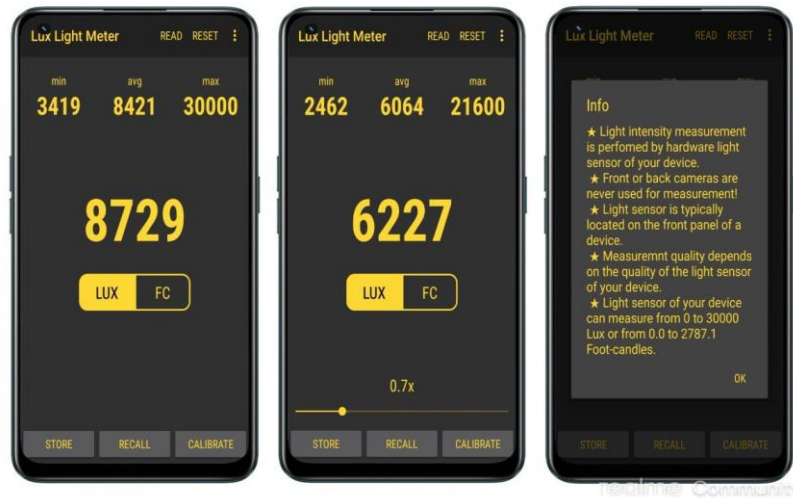 Lux Light Meter READ RESET
min avg max
3419 8421 30000
8729
LUX FC
STORE RECALL CALIBRATE
Lux Light Meter READ RESET
min avg max
2462 6064 21600
6227
LUX FC
0.7x
STORE RECALL CALIBRATE
Lux Light Meter READ RESET
min avg max
Info
★ Light intensity measurement
is perfomed by hardware light
sensor of your device.
★ Front or back cameras are
never used for measurement!
★ Light sensor is typically
located on the front panel of a
device.
★ Measuremnt quality depends
on the quality of the light sensor
of your device.
★ Light sensor of your device
can measure from 0 to 30000
Lux or from 0.0 to 2787.1
Foot-candles.
OK
STORE RECALL CALIBRATE
realme Community